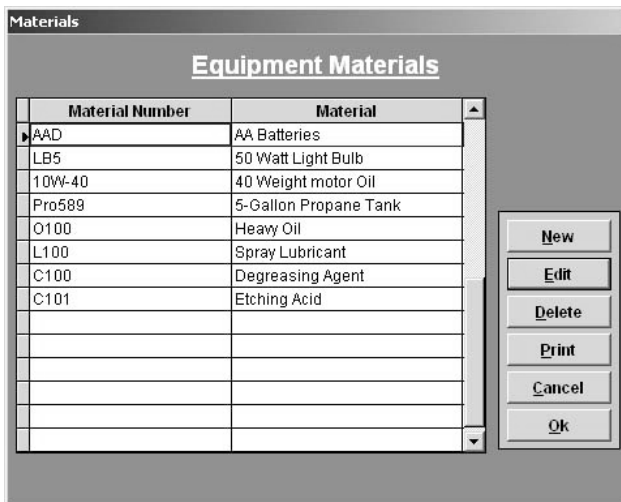 Materials
Equipment Materials
Material Number Material
AAD AA Batteries
LB5 50 Watt Light Bulb
10W-40 40 Weight motor Oil
Pro589 5-Gallon Propane Tank
O100 Heavy Oil
L100 Spray Lubricant
C100 Degreasing Agent
C101 Etching Acid
New
Edit
Delete
Print
Cancel
Ok